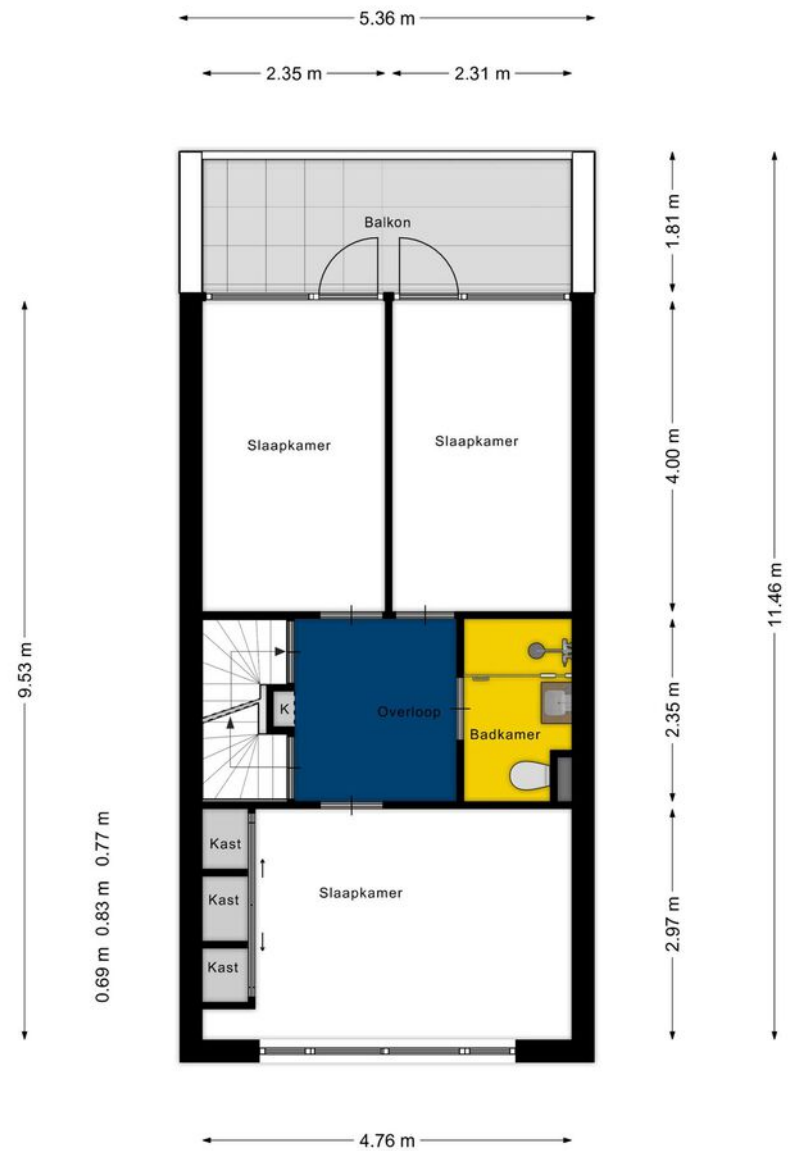 5.36 m
2.35 m
2.31 m
Balkon
1.81 m
Slaapkamer
Slaapkamer
4.00 m
11.46 m
9.53 m
K
Overloop
Badkamer
2.35 m
Kast
Kast
Kast
Slaapkamer
0.69 m 0.83 m 0.77 m
2.97 m
4.76 m